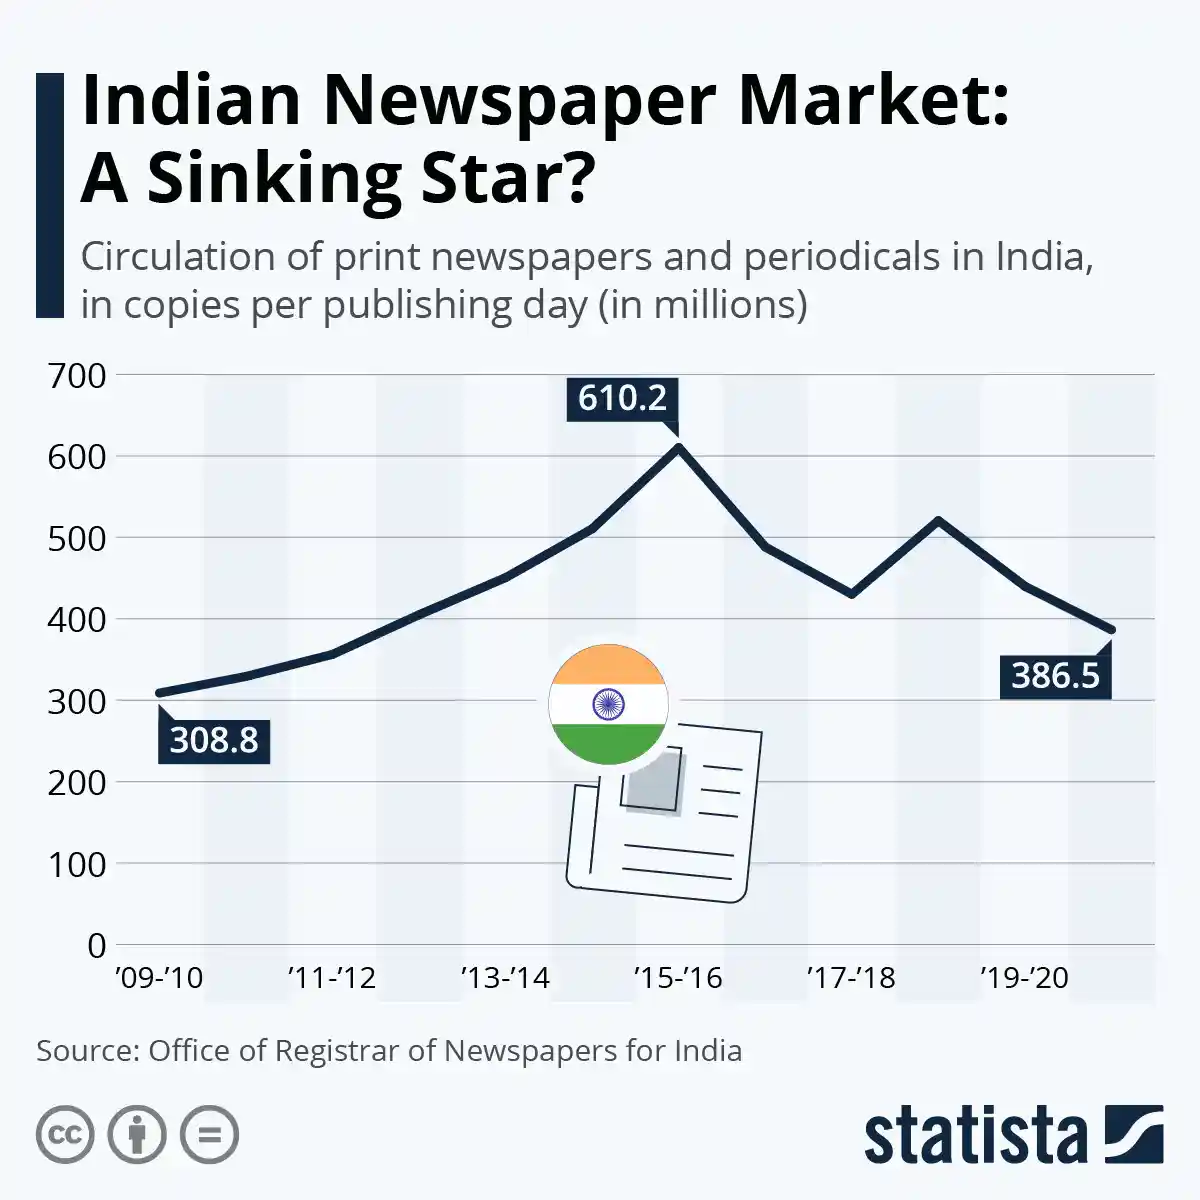 Indian Newspaper Market:
A Sinking Star?
Circulation of print newspapers and periodicals in India,
in copies per publishing day (in millions)
700
600
500
400
300
200
100
0
610.2
308.8
386.5
’09-’10
’11-’12
’13-’14
’15-’16
’17-’18
’19-’20
Source: Office of Registrar of Newspapers for India
cc
=
statista